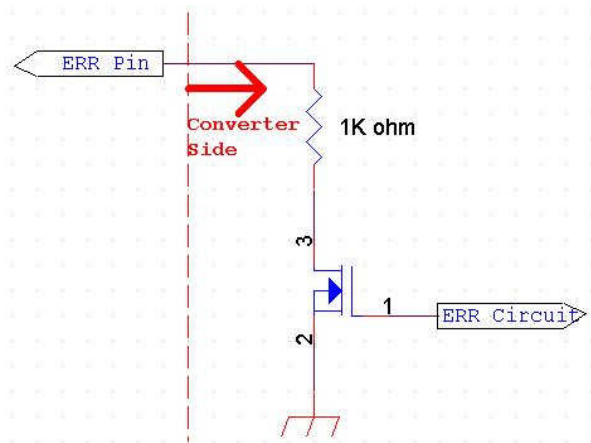 ERR Pin
Converter
Side
1K ohm
3
1
ERR Circuit
2